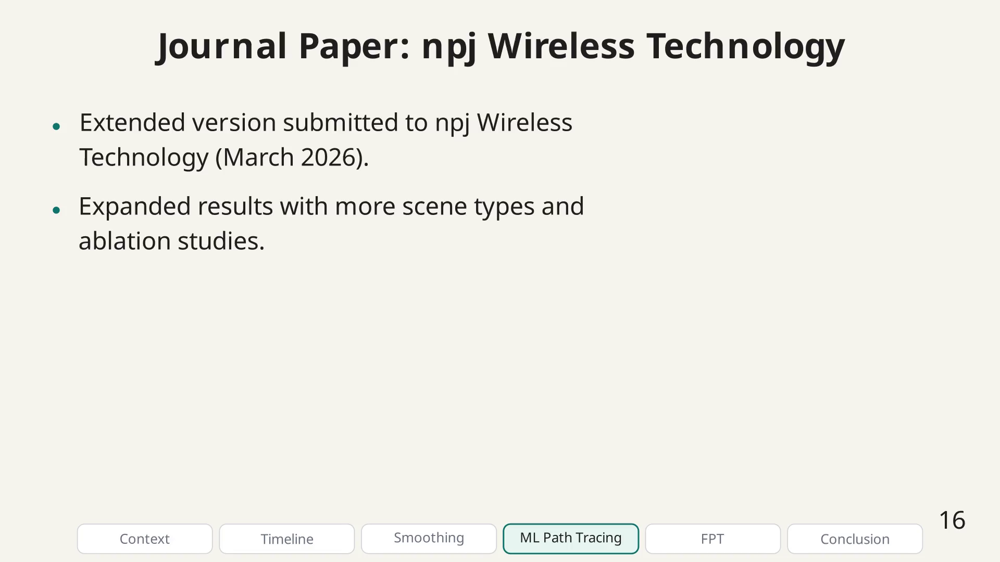 Journal Paper: npj Wireless Technology
Extended version submitted to npj Wireless
Technology (March 2026).
Expanded results with more scene types and
ablation studies.
16
Context
Timeline
Smoothing
ML Path Tracing
FPT
Conclusion